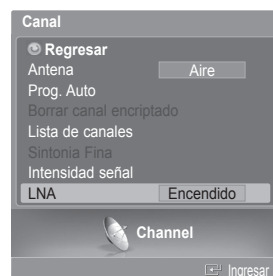 Canal
Regresar
Antena Aire
Prog. Auto
Borrar canal encriptado
Lista de canales
Sintonia Fina
Intensidad señal
LNA Encendido
Channel
Ingresar